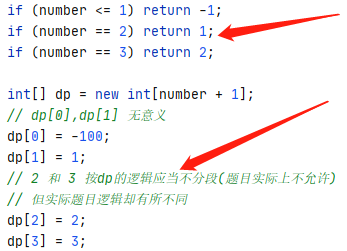 if (number <= 1) return -1;
if (number == 2) return 1;
if (number == 3) return 2;
int[] dp = new int[number + 1];
// dp[0],dp[1] 无意义
dp[0] = -100;
dp[1] = 1;
// 2 和 3 按dp的逻辑应当不分段(题目实际上不允许)
// 但实际题目逻辑却有所不同
dp[2] = 2;
dp[3] = 3;